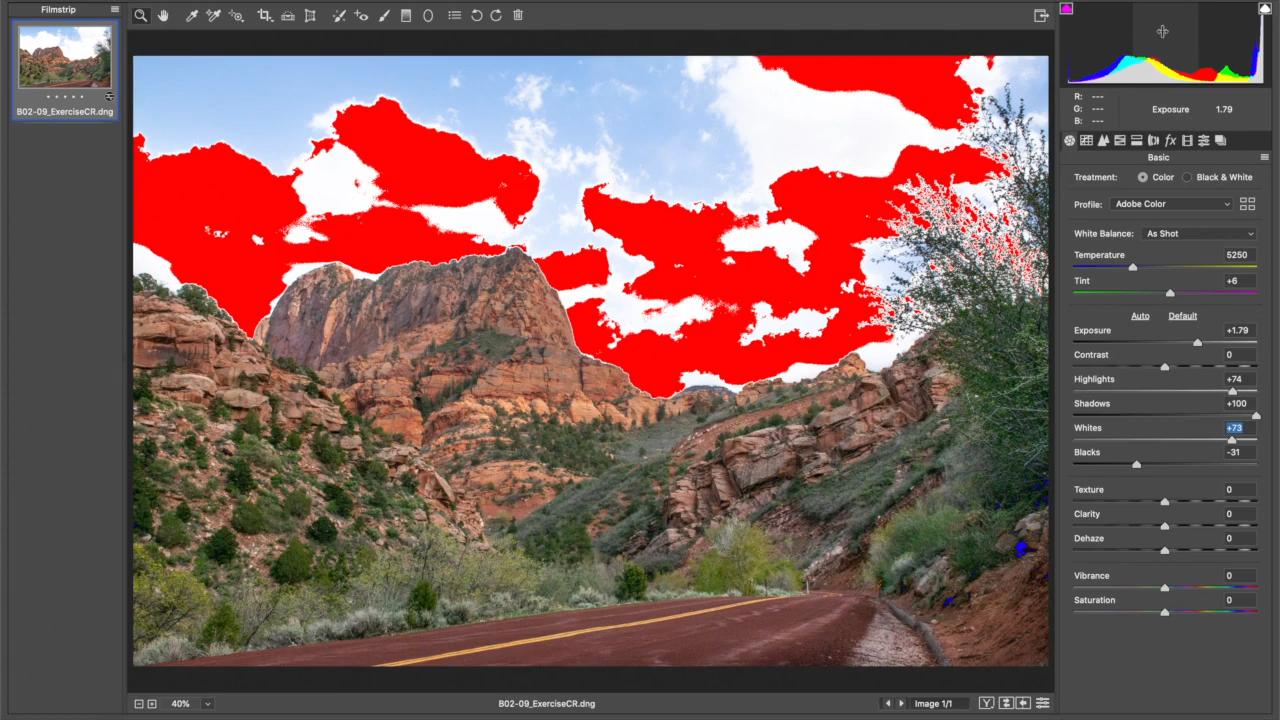 Filmstrip
B02-09_ExerciseCR.dng
R: ---
G: ---
B: ---
Exposure 1.79
fx
Basic
Treatment: Color Black & White
Profile: Adobe Color
White Balance: As Shot
Temperature 5250
Tint +6
Auto Default
Exposure +1.79
Contrast 0
Highlights +74
Shadows +100
Whites +73
Blacks -31
Texture 0
Clarity 0
Dehaze 0
Vibrance 0
Saturation 0
40% B02-09_ExerciseCR.dng Image 1/1 Y